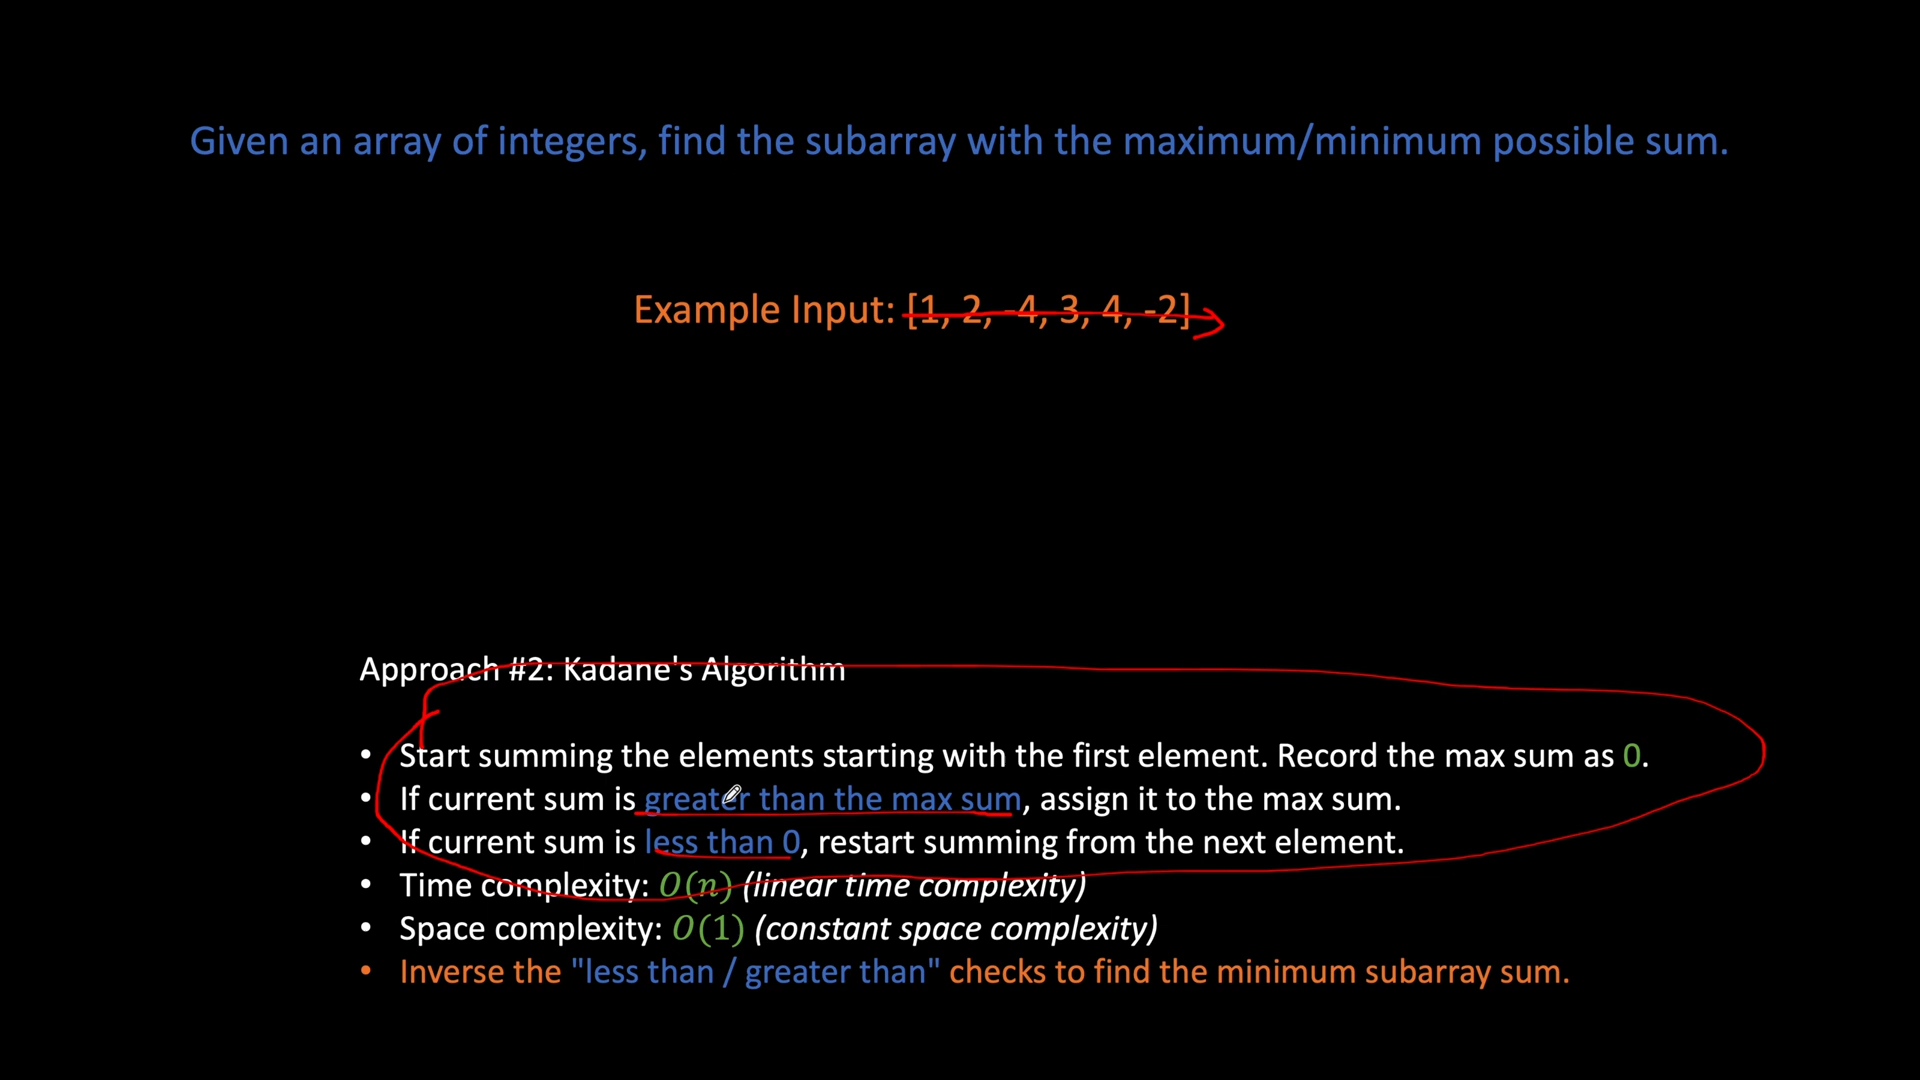 Given an array of integers, find the subarray with the maximum/minimum possible sum.
Example Input: [1, 2, -4, 3, 4, -2]
Approach #2: Kadane's Algorithm
• Start summing the elements starting with the first element. Record the max sum as 0.
• If current sum is greater than the max sum, assign it to the max sum.
• If current sum is less than 0, restart summing from the next element.
• Time complexity: O(n) (linear time complexity)
• Space complexity: O(1) (constant space complexity)
• Inverse the "less than / greater than" checks to find the minimum subarray sum.